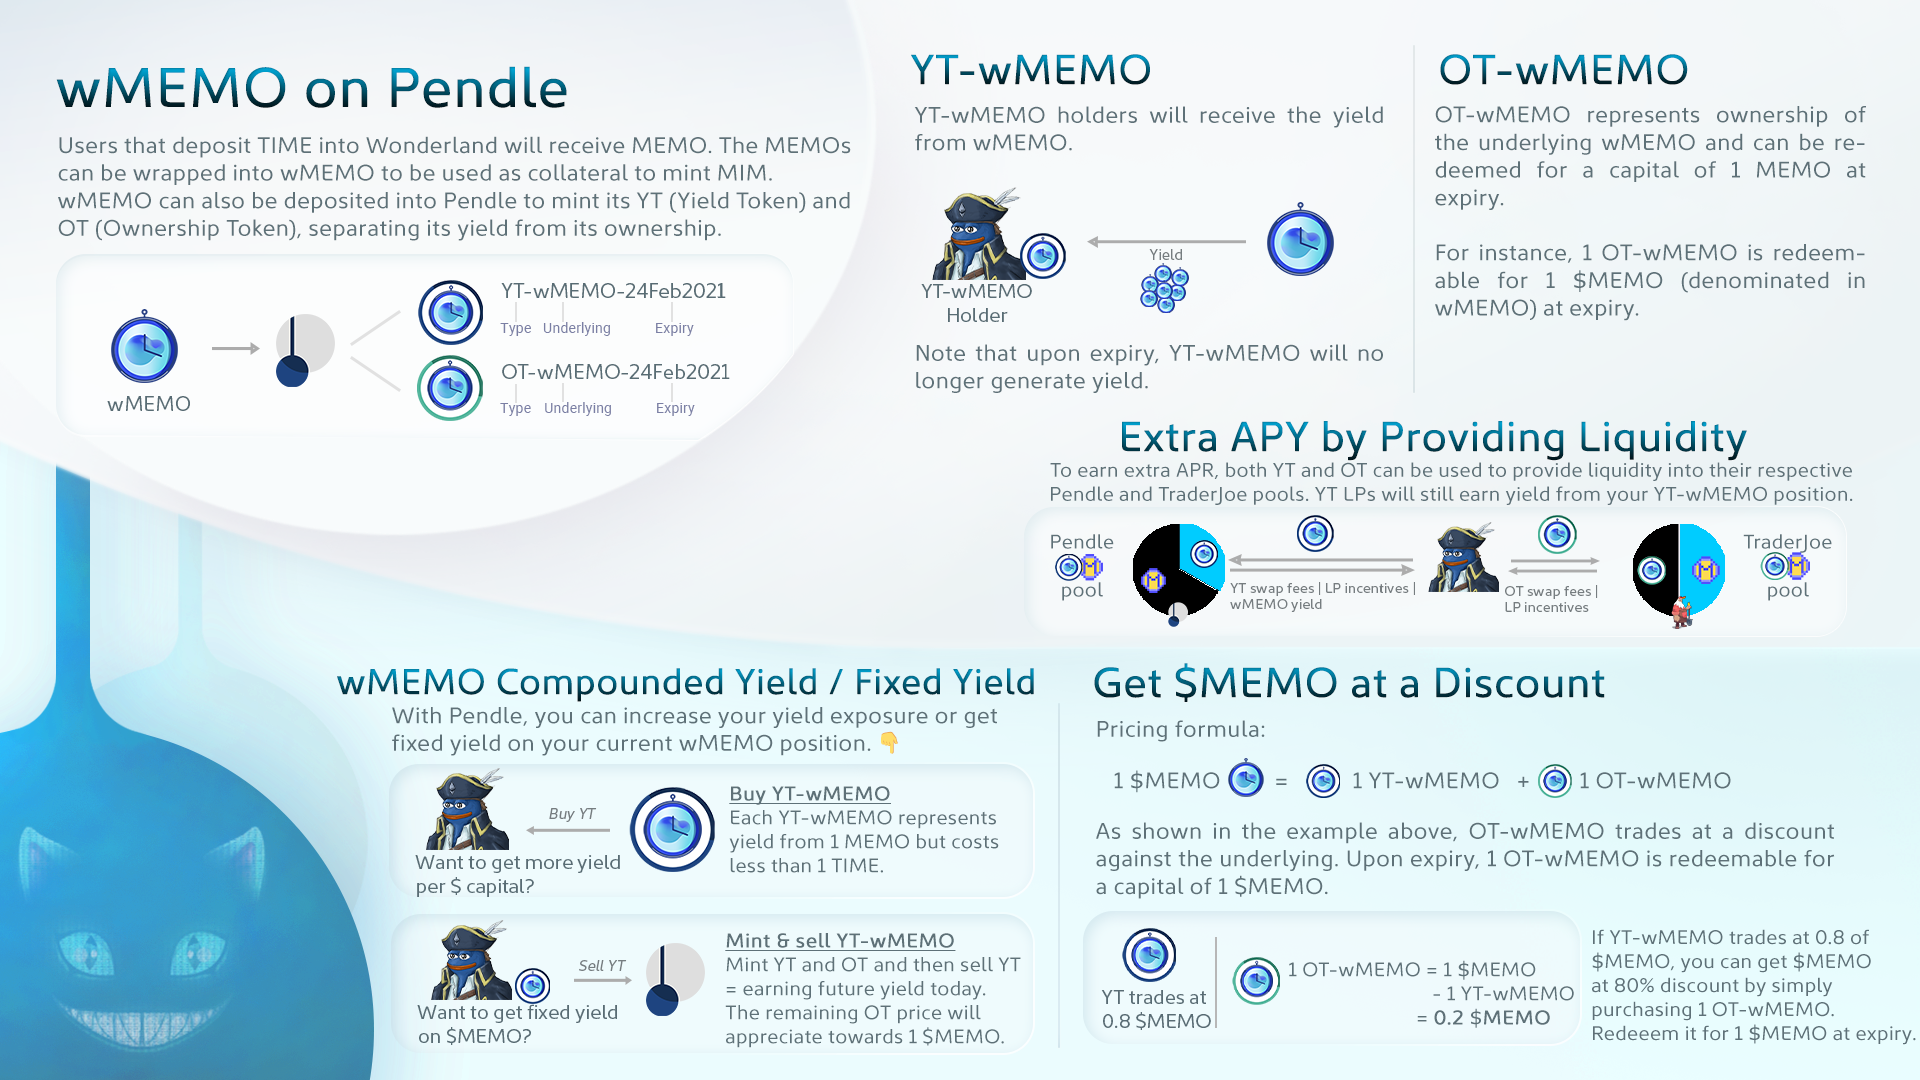 wMEMO on Pendle
Users that deposit TIME into Wonderland will receive MEMO. The MEMOs
can be wrapped into wMEMO to be used as collateral to mint MIM.
wMEMO can also be deposited into Pendle to mint its YT (Yield Token) and
OT (Ownership Token), separating its yield from its ownership.
wMEMO
YT-wMEMO-24Feb2021
Type Underlying Expiry
OT-wMEMO-24Feb2021
Type Underlying Expiry
YT-wMEMO
YT-wMEMO holders will receive the yield
from wMEMO.
Yield
YT-wMEMO
Holder
Note that upon expiry, YT-wMEMO will no
longer generate yield.
OT-wMEMO
OT-wMEMO represents ownership of
the underlying wMEMO and can be re-
deemed for a capital of 1 MEMO at
expiry.
For instance, 1 OT-wMEMO is redeem-
able for 1 $MEMO (denominated in
wMEMO) at expiry.
Extra APY by Providing Liquidity
To earn extra APR, both YT and OT can be used to provide liquidity into their respective
Pendle and TraderJoe pools. YT LPs will still earn yield from your YT-wMEMO position.
Pendle
pool
YT swap fees | LP incentives |
wMEMO yield
OT swap fees |
LP incentives
TraderJoe
pool
wMEMO Compounded Yield / Fixed Yield
With Pendle, you can increase your yield exposure or get
fixed yield on your current wMEMO position. 👇
Buy YT
Want to get more yield
per $ capital?
Buy YT-wMEMO
Each YT-wMEMO represents
yield from 1 MEMO but costs
less than 1 TIME.
Sell YT
Want to get fixed yield
on $MEMO?
Mint & sell YT-wMEMO
Mint YT and OT and then sell YT
= earning future yield today.
The remaining OT price will
appreciate towards 1 $MEMO.
Get $MEMO at a Discount
Pricing formula:
1 $MEMO = 1 YT-wMEMO + 1 OT-wMEMO
As shown in the example above, OT-wMEMO trades at a discount
against the underlying. Upon expiry, 1 OT-wMEMO is redeemable for
a capital of 1 $MEMO.
YT trades at
0.8 $MEMO
1 OT-wMEMO = 1 $MEMO
- 1 YT-wMEMO
= 0.2 $MEMO
If YT-wMEMO trades at 0.8 of
$MEMO, you can get $MEMO
at 80% discount by simply
purchasing 1 OT-wMEMO.
Redeeem it for 1 $MEMO at expiry.